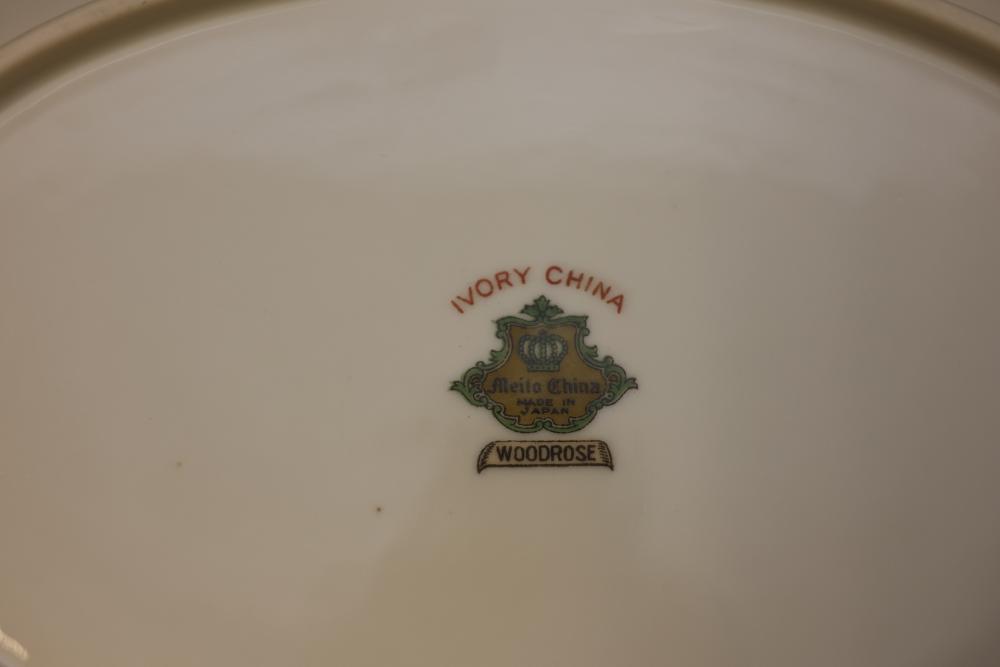 IVORY CHINA
Meito China
MADE IN
JAPAN
WOODROSE